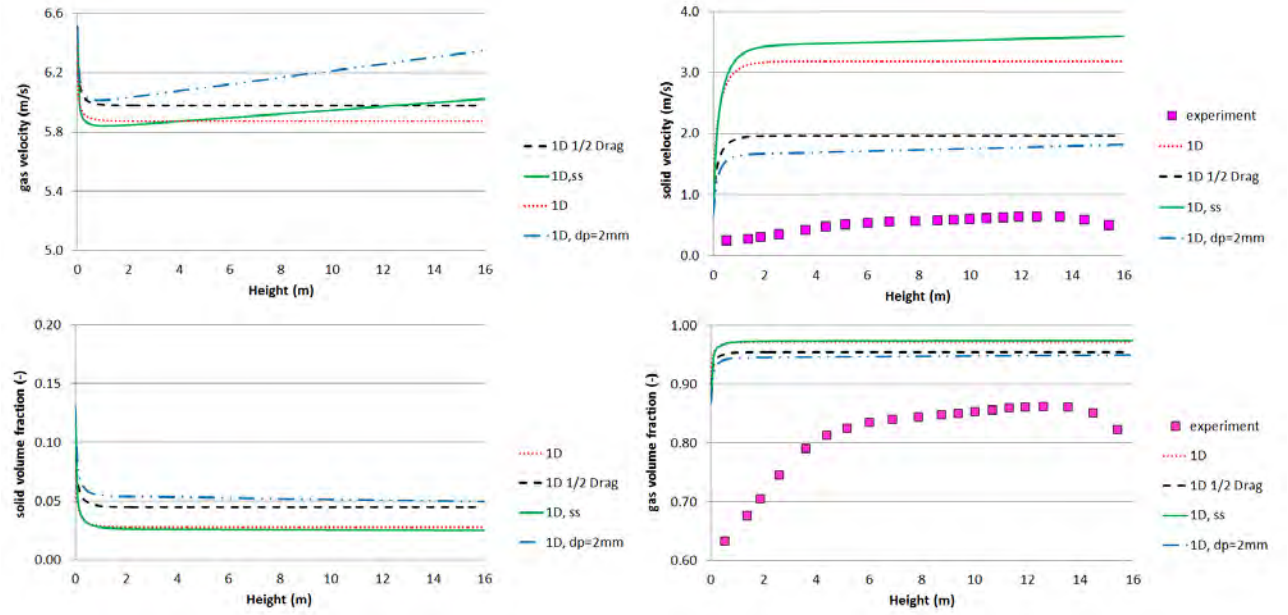 gas velocity (m/s)
6.6
6.2
5.8
5.4
5.0
0 2 4 6 8 10 12 14 16
Height (m)
1D 1/2 Drag
1D,ss
1D
1D, dp=2mm
solid velocity (m/s)
4.0
3.0
2.0
1.0
0.0
0 2 4 6 8 10 12 14 16
Height (m)
experiment
1D
1D 1/2 Drag
1D, ss
1D, dp=2mm
solid volume fraction (-)
0.20
0.15
0.10
0.05
0.00
0 2 4 6 8 10 12 14 16
Height (m)
1D
1D 1/2 Drag
1D, ss
1D, dp=2mm
gas volume fraction (-)
1.00
0.90
0.80
0.70
0.60
0 2 4 6 8 10 12 14 16
Height (m)
experiment
1D
1D 1/2 Drag
1D, ss
1D, dp=2mm